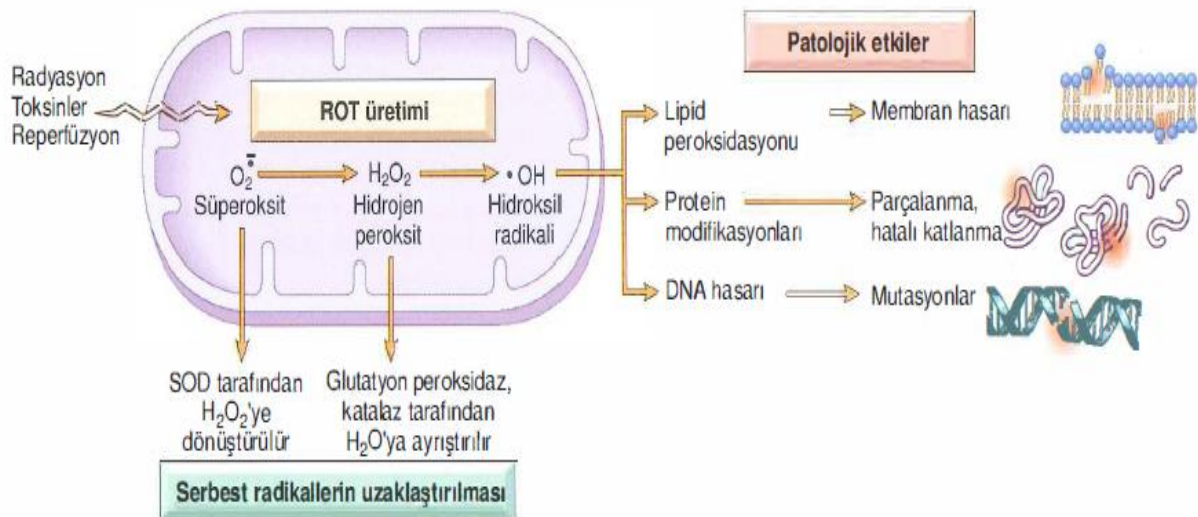 Radyasyon
Toksinler
Reperfüzyon
ROT üretimi
O₂•̄
Süperoksit
H₂O₂
Hidrojen
peroksit
• OH
Hidroksill
radikali
Patolojik etkiler
Lipid
peroksidasyonu
Membran hasarı
Protein
modifikasyonları
Parçalanma,
hatalı katlanma
DNA hasarı
Mutasyonlar
SOD tarafından
H₂O₂'ye
dönüştürülür
Glutatyon peroksidaz,
katalaz tarafından
H₂O'ya ayrıştırılır
Serbest radikallerin uzaklaştırılması